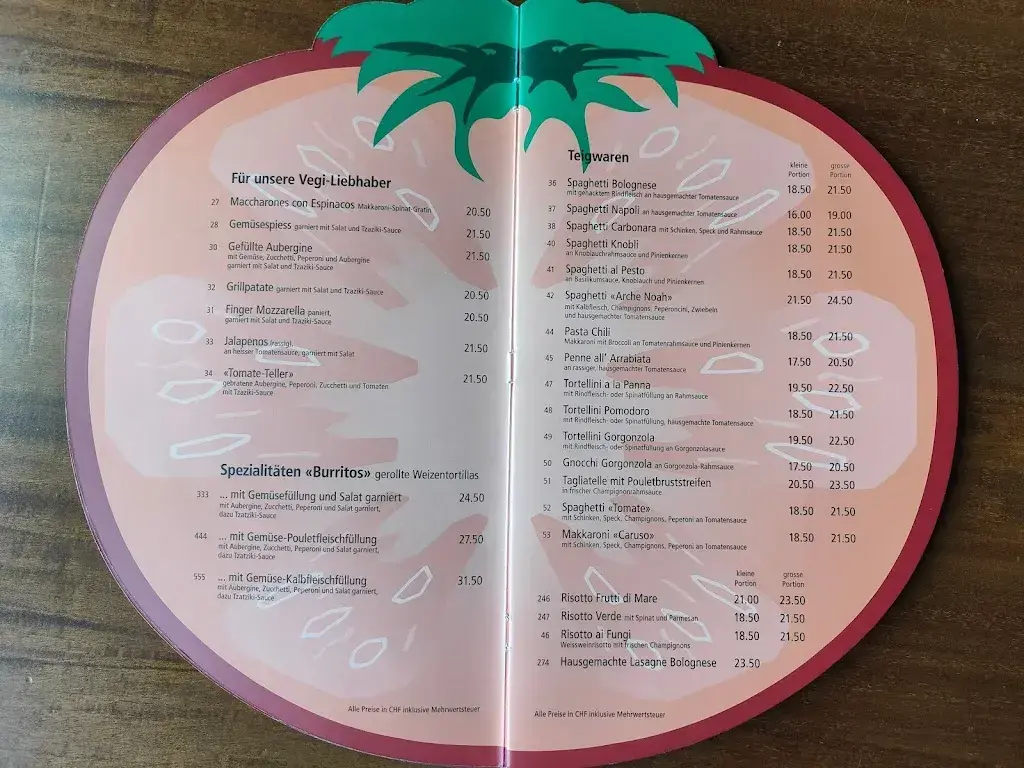 Für unsere Vegi-Liebhaber
27 Maccharones con Espinacos Makkaroni-Spinat-Gratin 20.50
28 Gemüsespiess garniert mit Salat und Tzaziki-Sauce 21.50
30 Gefüllte Aubergine 21.50
mit Gemüse, Zucchetti, Peperoni und Aubergine
garniert mit Salat und Tzaziki-Sauce
32 Grillpatate garniert mit Salat und Tzaziki-Sauce 20.50
31 Finger Mozzarella paniert, 20.50
garniert mit Salat und Tzaziki-Sauce
33 Jalapenos (rassig), 21.50
an heisser Tomatensauce, garniert mit Salat
34 «Tomate-Teller» 21.50
gebratene Aubergine, Peperoni, Zucchetti und Tomaten
mit Tzaziki-Sauce
Spezialitäten «Burritos» gerollte Weizentortillas
333 ... mit Gemüsefüllung und Salat garniert 24.50
mit Aubergine, Zucchetti, Peperoni und Salat garniert,
dazu Tzatziki-Sauce
444 ... mit Gemüse-Pouletfleischfüllung 27.50
mit Aubergine, Zucchetti, Peperoni und Salat garniert,
dazu Tzatziki-Sauce
555 ... mit Gemüse-Kalbfleischfüllung 31.50
mit Aubergine, Zucchetti, Peperoni und Salat garniert,
dazu Tzatziki-Sauce
Alle Preise in CHF inklusive Mehrwertsteuer
Teigwaren
kleine Portion grosse Portion
36 Spaghetti Bolognese 18.50 21.50
mit gehacktem Rindfleisch an hausgemachter Tomatensauce
37 Spaghetti Napoli an hausgemachter Tomatensauce 16.00 19.00
38 Spaghetti Carbonara mit Schinken, Speck und Rahmsauce 18.50 21.50
40 Spaghetti Knobli 18.50 21.50
an Knoblauchrahmsauce und Pinienkernen
41 Spaghetti al Pesto 18.50 21.50
an Basilikumsauce, Knoblauch und Pinienkernen
42 Spaghetti «Arche Noah» 21.50 24.50
mit Kalbfleisch, Champignons, Peperoncini, Zwiebeln
und hausgemachter Tomatensauce
44 Pasta Chili 18.50 21.50
Makkaroni mit Broccoli an Tomatenrahmsauce und Pinienkernen
45 Penne all' Arrabiata 17.50 20.50
an rassiger, hausgemachter Tomatensauce
47 Tortellini a la Panna 19.50 22.50
mit Rindfleisch- oder Spinatfüllung an Rahmsauce
48 Tortellini Pomodoro 18.50 21.50
mit Rindfleisch- oder Spinatfüllung, hausgemachte Tomatensauce
49 Tortellini Gorgonzola 19.50 22.50
mit Rindfleisch- oder Spinatfüllung an Gorgonzolasauce
50 Gnocchi Gorgonzola an Gorgonzola-Rahmsauce 17.50 20.50
51 Tagliatelle mit Pouletbruststreifen 20.50 23.50
in frischer Champignonrahmsauce
52 Spaghetti «Tomate» 18.50 21.50
mit Schinken, Speck, Champignons, Peperoni an Tomatensauce
53 Makkaroni «Caruso» 18.50 21.50
mit Schinken, Speck, Champignons, Peperoni an Tomatensauce
kleine Portion grosse Portion
246 Risotto Frutti di Mare 21.00 23.50
247 Risotto Verde mit Spinat und Parmesan 18.50 21.50
46 Risotto ai Fungi 18.50 21.50
Weissweinrisotto mit frischen Champignons
274 Hausgemachte Lasagne Bolognese 23.50
Alle Preise in CHF inklusive Mehrwertsteuer